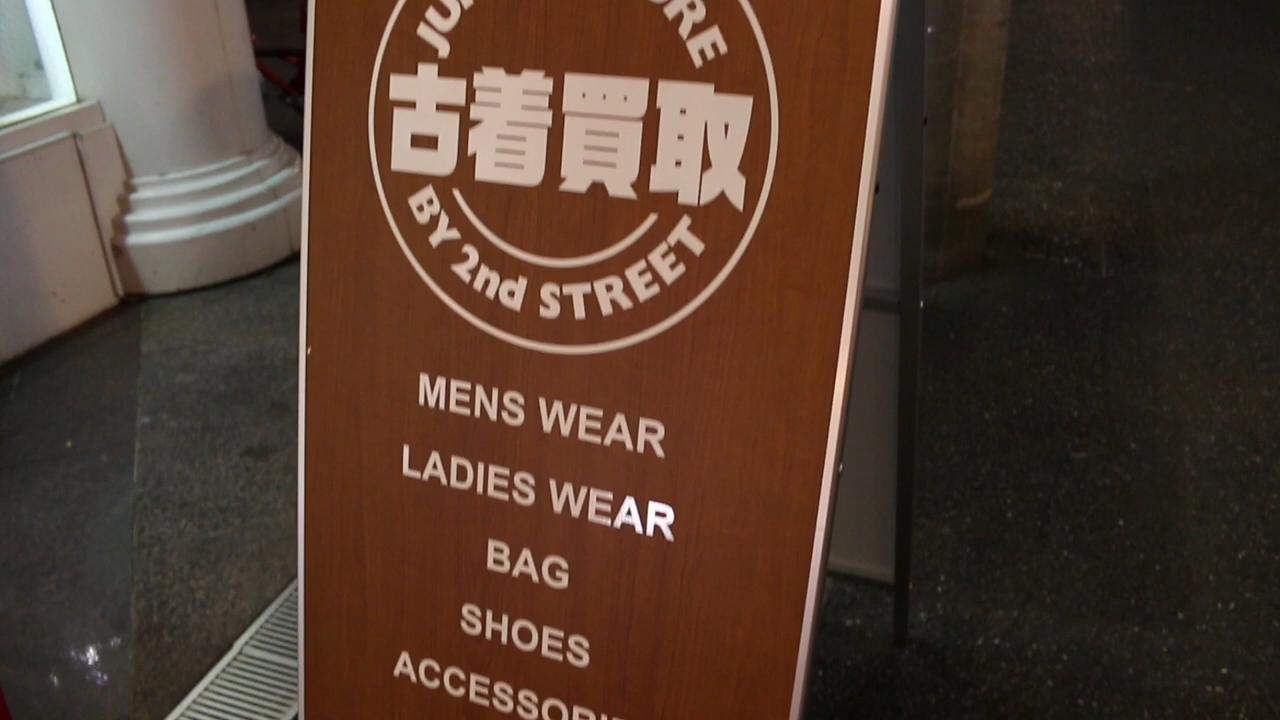 古着買取
BY 2nd STREET
MENS WEAR
LADIES WEAR
BAG
SHOES